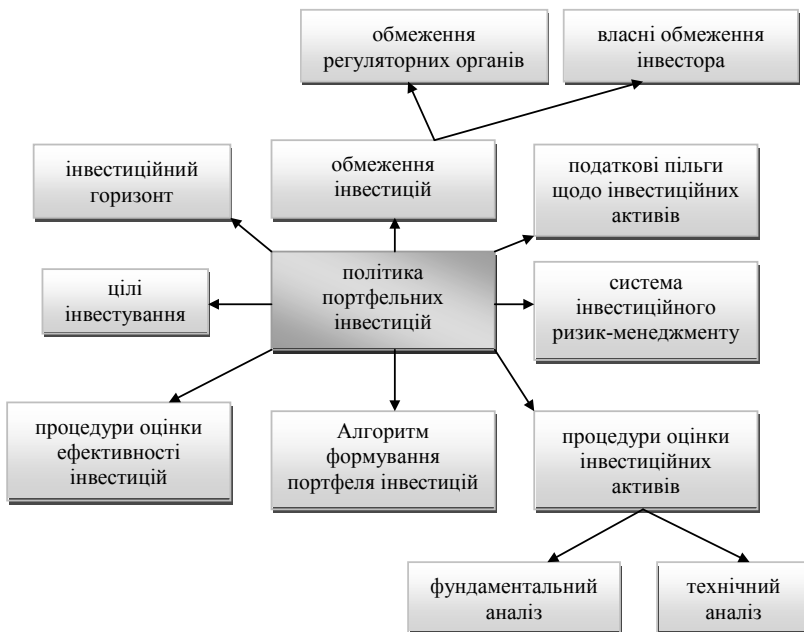 обмеження
регуляторних органів
власні обмеження
інвестора
інвестиційний
горизонт
обмеження
інвестицій
податкові пільги
щодо інвестиційних
активів
цілі
інвестування
політика
портфельних
інвестицій
система
інвестиційного
ризик-менеджменту
процедури оцінки
ефективності
інвестицій
Алгоритм
формування
портфеля інвестицій
процедури оцінки
інвестиційних
активів
фундаментальний
аналіз
технічний
аналіз